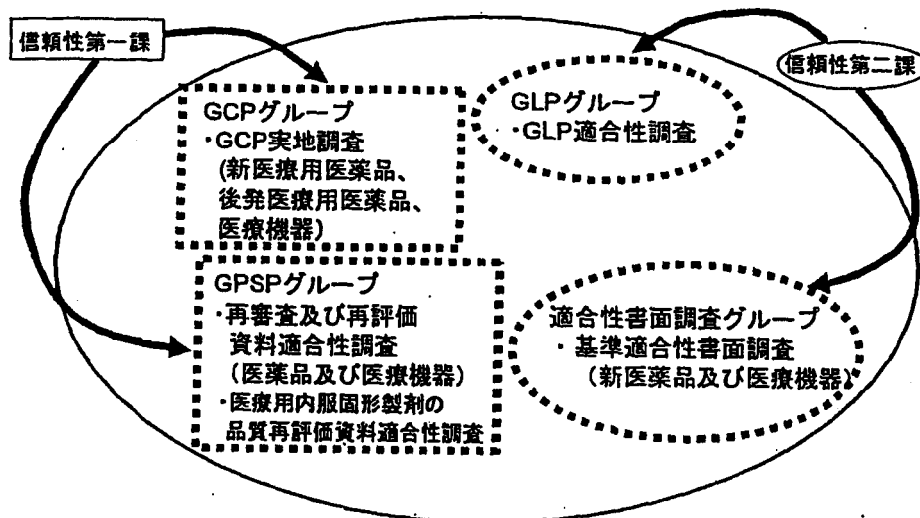 信頼性第一課
信頼性第二課
GCPグループ
・GCP実地調査
(新医療用医薬品、
後発医療用医薬品、
医療機器)
GLPグループ
・GLP適合性調査
GPSPグループ
・再審査及び再評価
資料適合性調査
（医薬品及び医療機器）
・医療用内服固形製剤の
品質再評価資料適合性調査
適合性書面調査グループ
・基準適合性書面調査
（新医薬品及び医療機器）